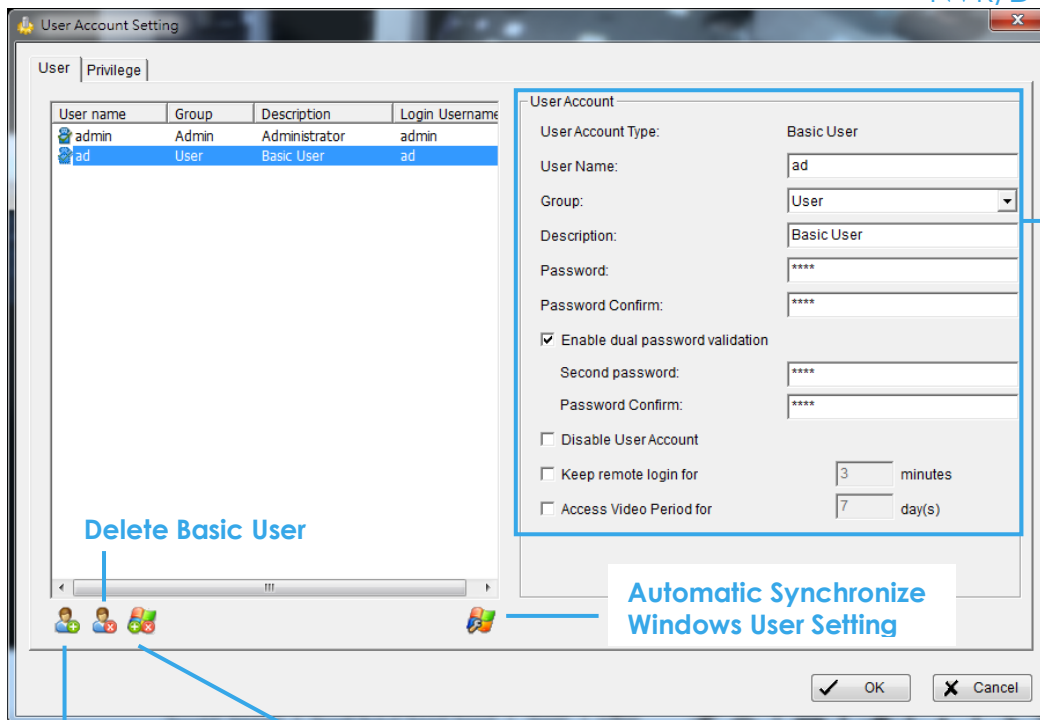 User Account Setting
User Privilege
User name Group Description Login Username
admin Admin Administrator admin
ad User Basic User ad
User Account
User Account Type: Basic User
User Name: ad
Group: User
Description: Basic User
Password: ****
Password Confirm: ****
Enable dual password validation
Second password: ****
Password Confirm: ****
Disable User Account
Keep remote login for 3 minutes
Access Video Period for 7 day(s)
Delete Basic User
Automatic Synchronize
Windows User Setting
OK Cancel